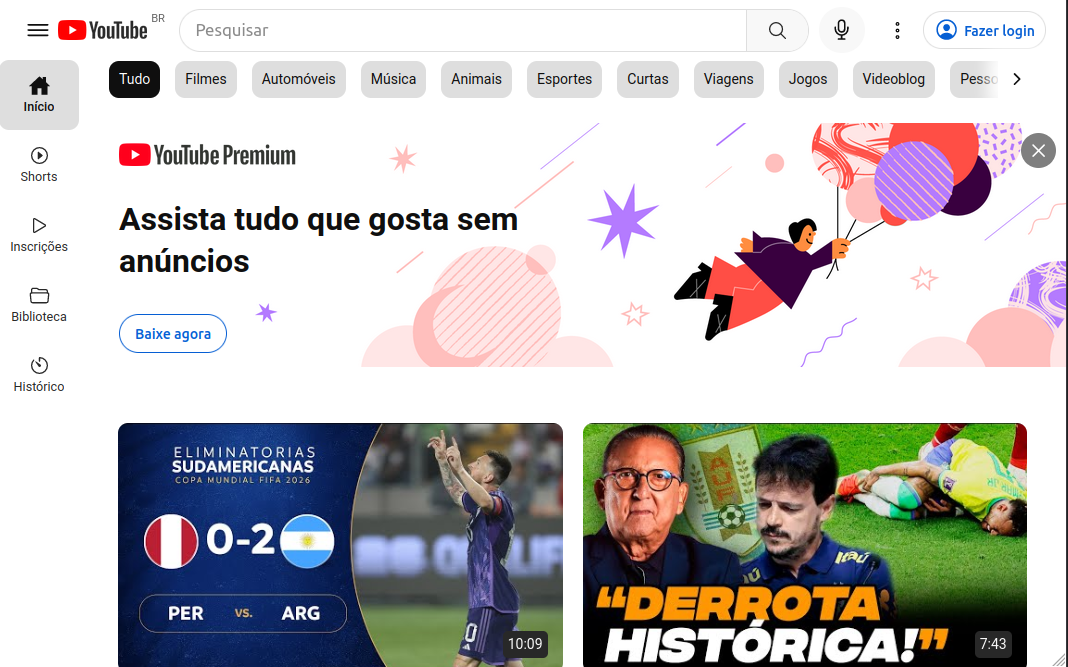 YouTube BR
Pesquisar
Fazer login
Tudo
Filmes
Automóveis
Música
Animais
Esportes
Curtas
Viagens
Jogos
Videoblog
Início
Shorts
Inscrições
Biblioteca
Histórico
YouTube Premium
Assista tudo que gosta sem
anúncios
Baixe agora
ELIMINATORIAS
SUDAMERICANAS
COPA MUNDIAL FIFA 2026
0-2
PER vs. ARG
10:09
Itaú
“DERROTA
HISTÓRICA!”
7:43